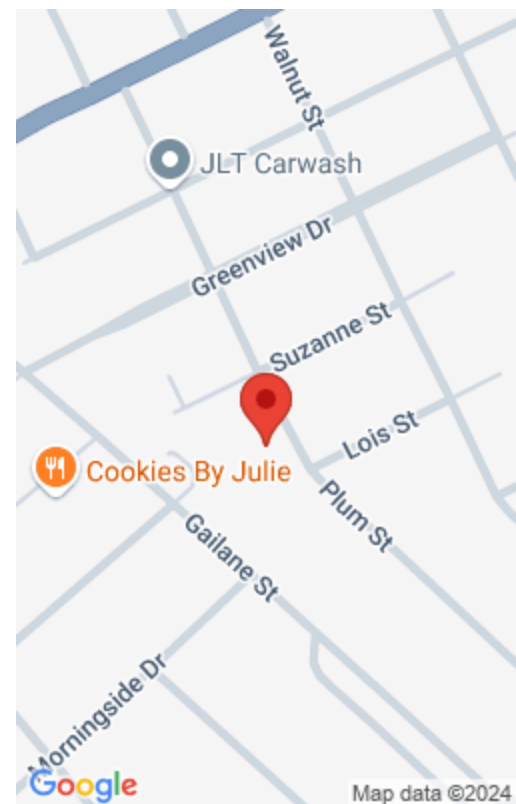 Walnut St
JLT Carwash
Greenview Dr
Suzanne St
Lois St
Cookies By Julie
Plum St
Gailane St
Morningside Dr
Google
Map data ©2024